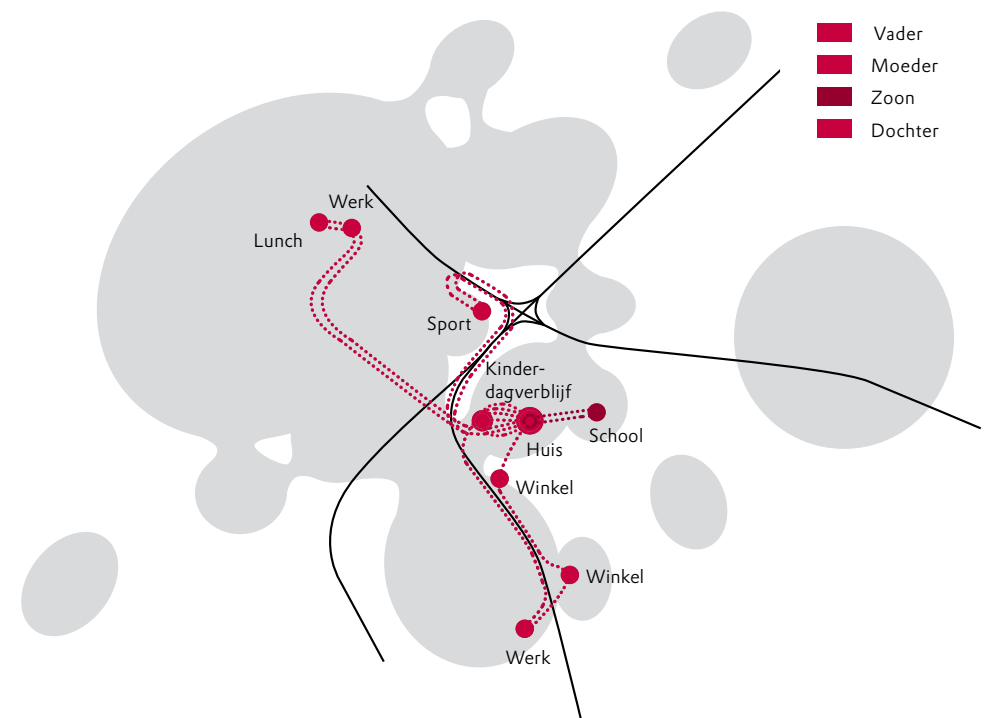 Vader
Moeder
Zoon
Dochter
Werk
Lunch
Sport
Kinder-
dagverblijf
School
Huis
Winkel
Winkel
Werk